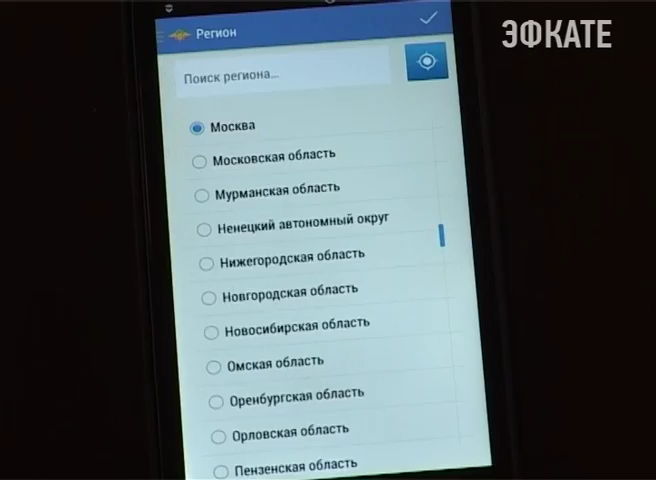 ЭФКАТЕ
Регион
Поиск региона...
Москва
Московская область
Мурманская область
Ненецкий автономный округ
Нижегородская область
Новгородская область
Новосибирская область
Омская область
Оренбургская область
Орловская область
Пензенская область